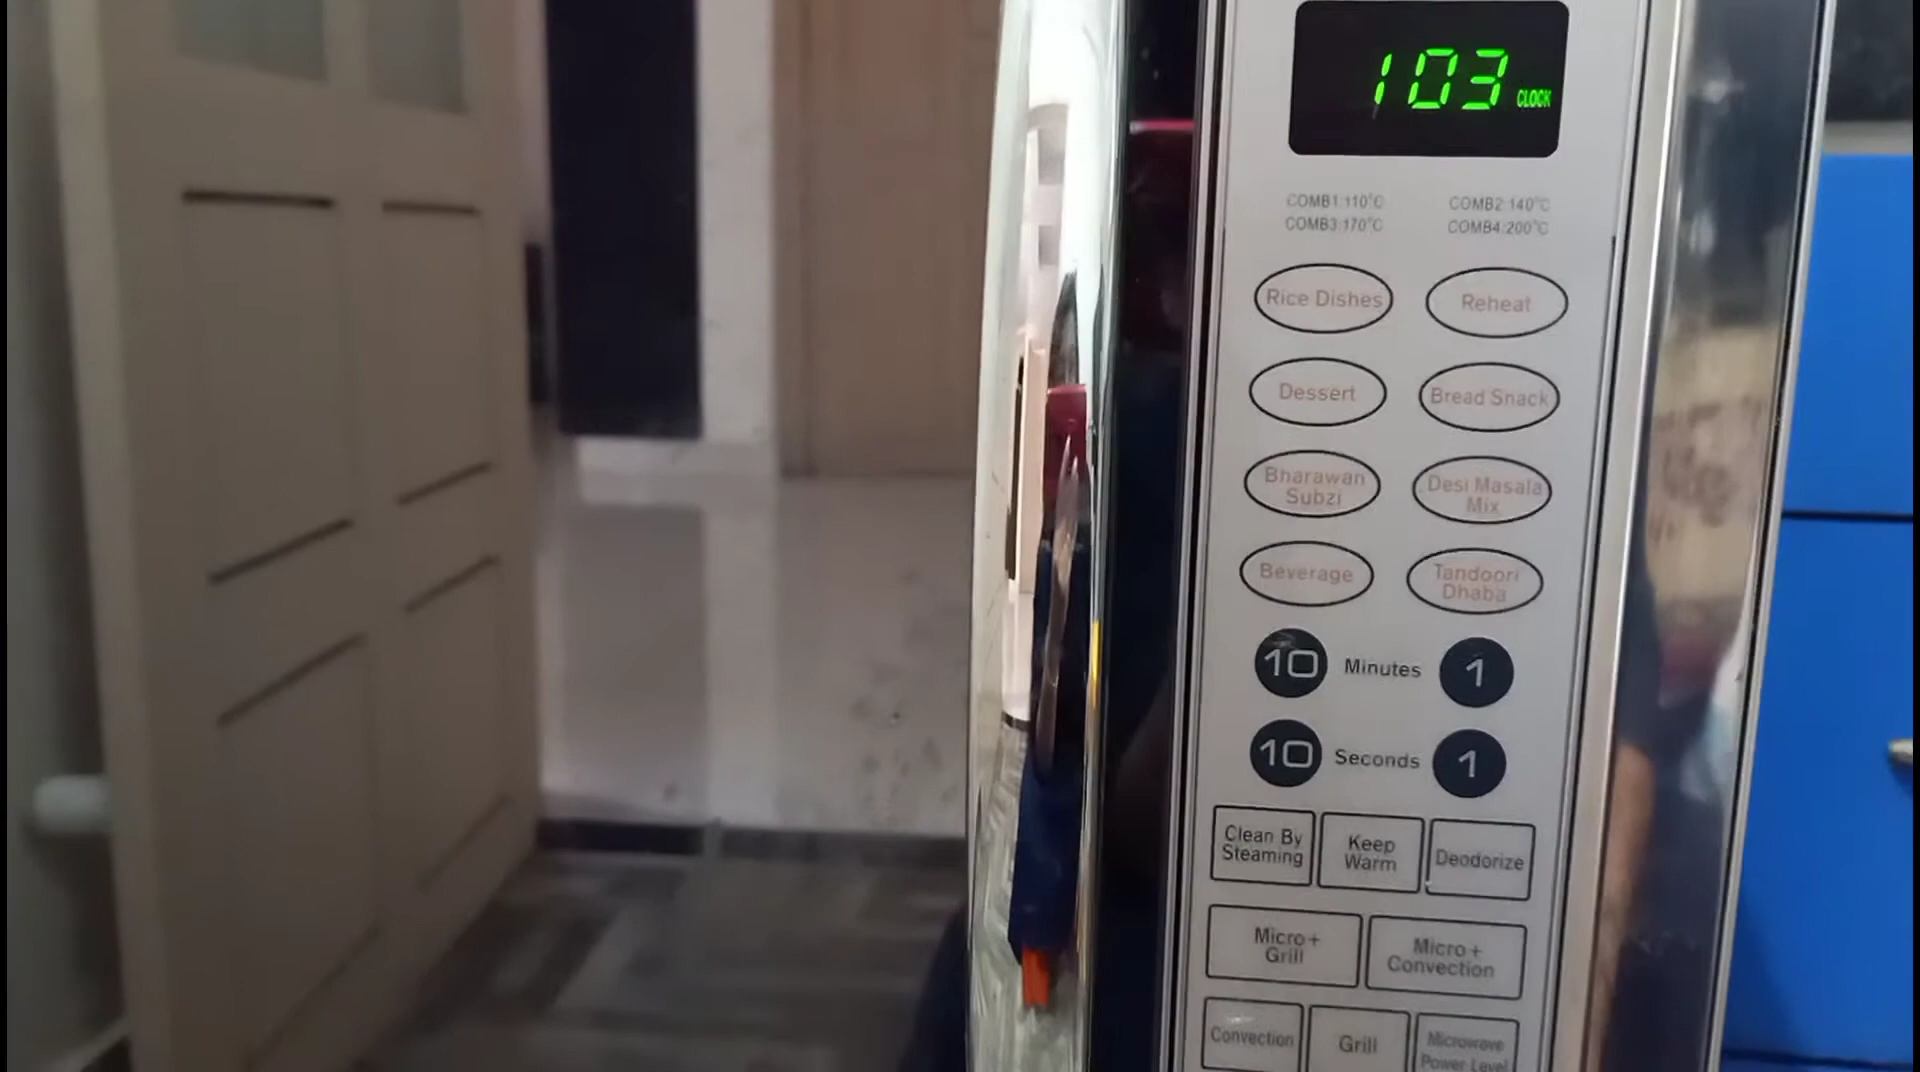 103 CLOCK
COMB1:110°C COMB2:140°C
COMB3:170°C COMB4:200°C
Rice Dishes Reheat
Dessert Bread Snack
Bharawan
Subzi
Desi Masala
Mix
Beverage
Tandoori
Dhaba
10 Minutes 1
10 Seconds 1
Clean By
Steaming
Keep
Warm
Deodorize
Micro+
Grill
Micro+
Convection
Convection
Grill
Microwave
Power Level